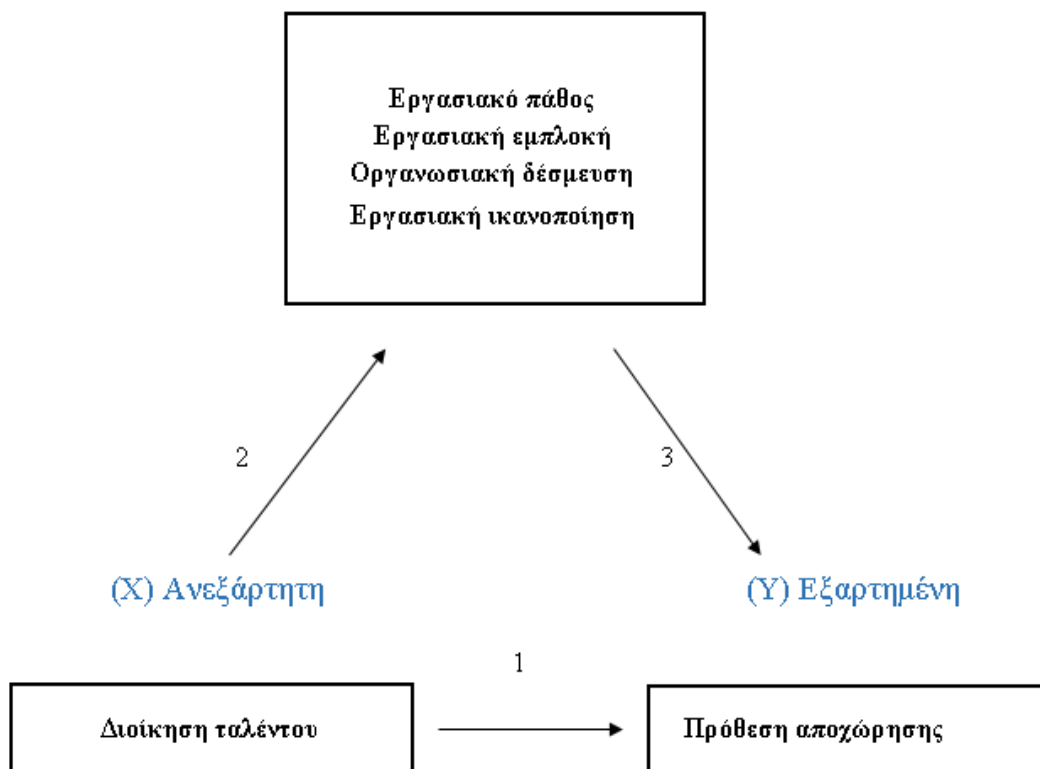 Εργασιακό πάθος
Εργασιακή εμπλοκή
Οργανωσιακή δέσμευση
Εργασιακή ικανοποίηση
2
3
(Χ) Ανεξάρτητη
(Υ) Εξαρτημένη
1
Διοίκηση ταλέντου
Πρόθεση αποχώρησης